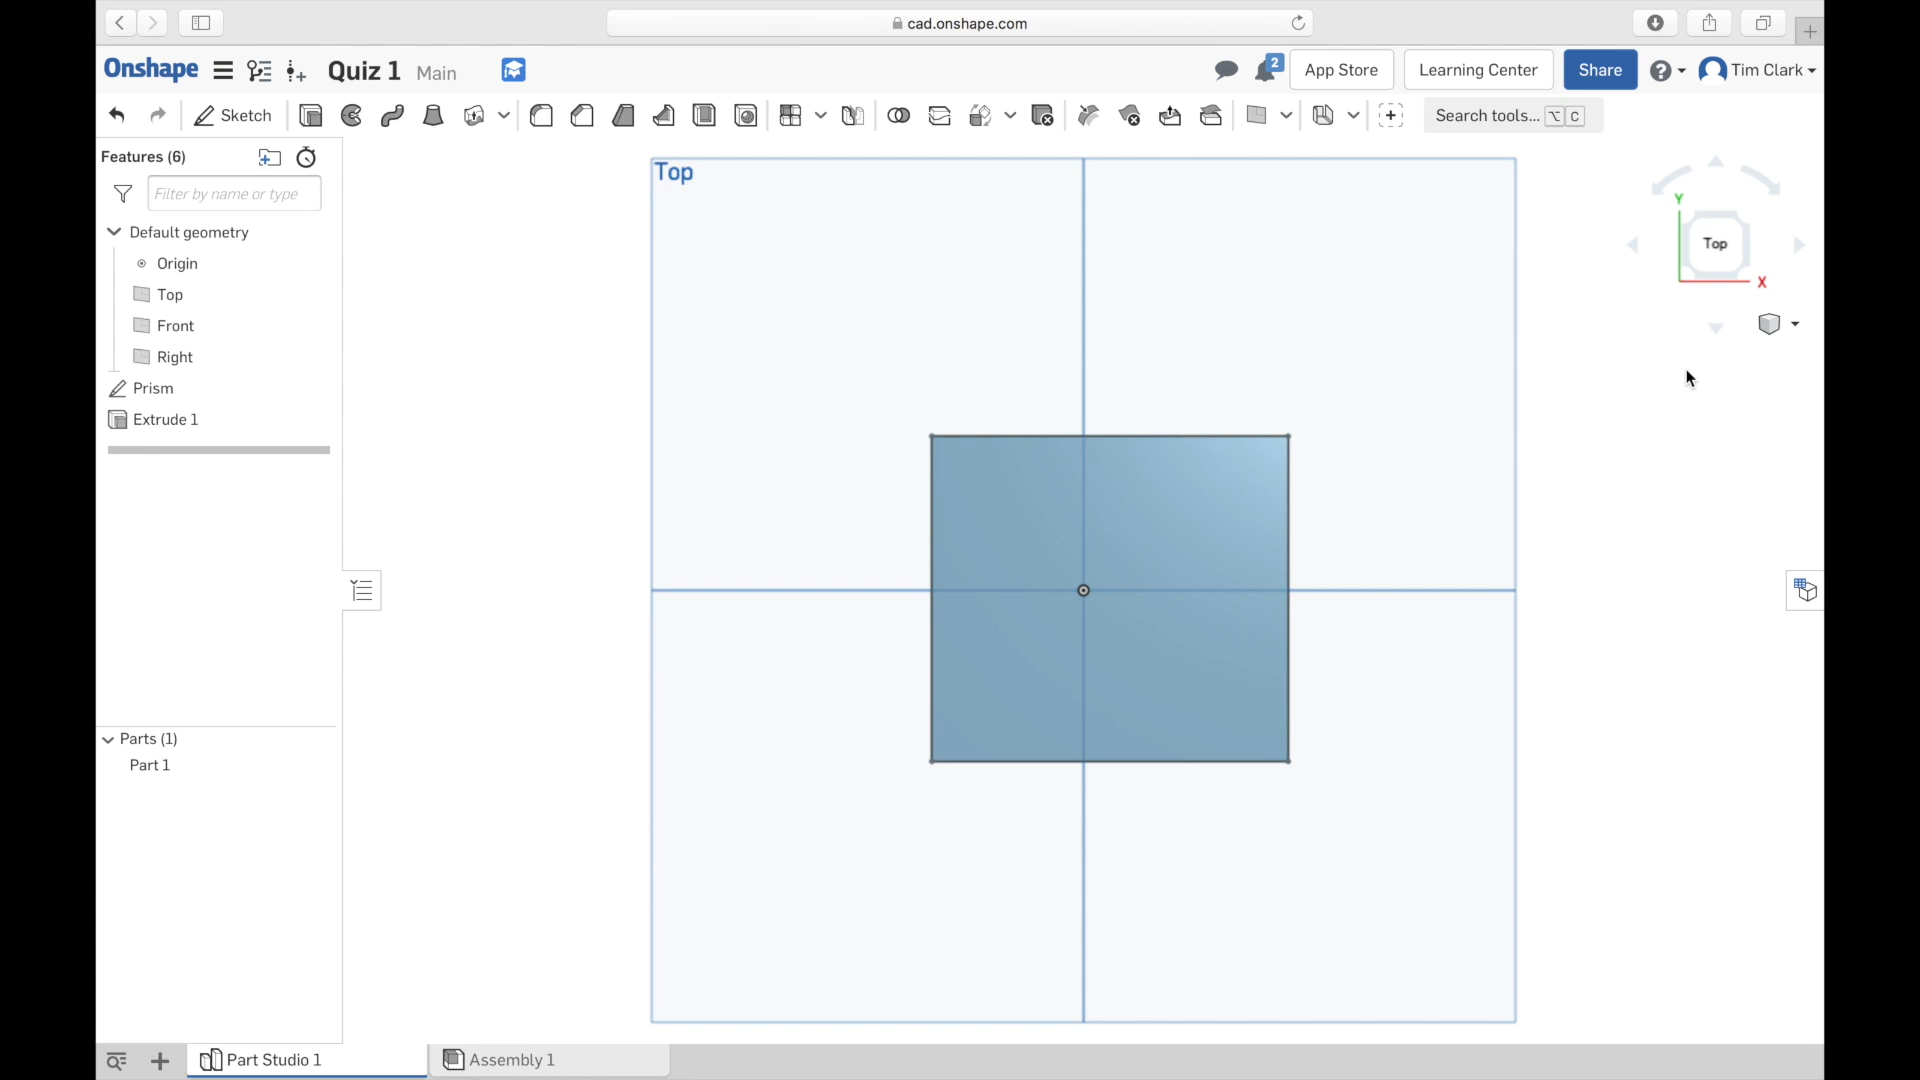 cad.onshape.com
Onshape Quiz 1 Main 2 App Store Learning Center Share Tim Clark
Sketch Search tools... ⌥ C
Features (6)
Filter by name or type
Default geometry
Origin
Top
Front
Right
Prism
Extrude 1
Parts (1)
Part 1
Top
Y
Top
X
Part Studio 1 Assembly 1